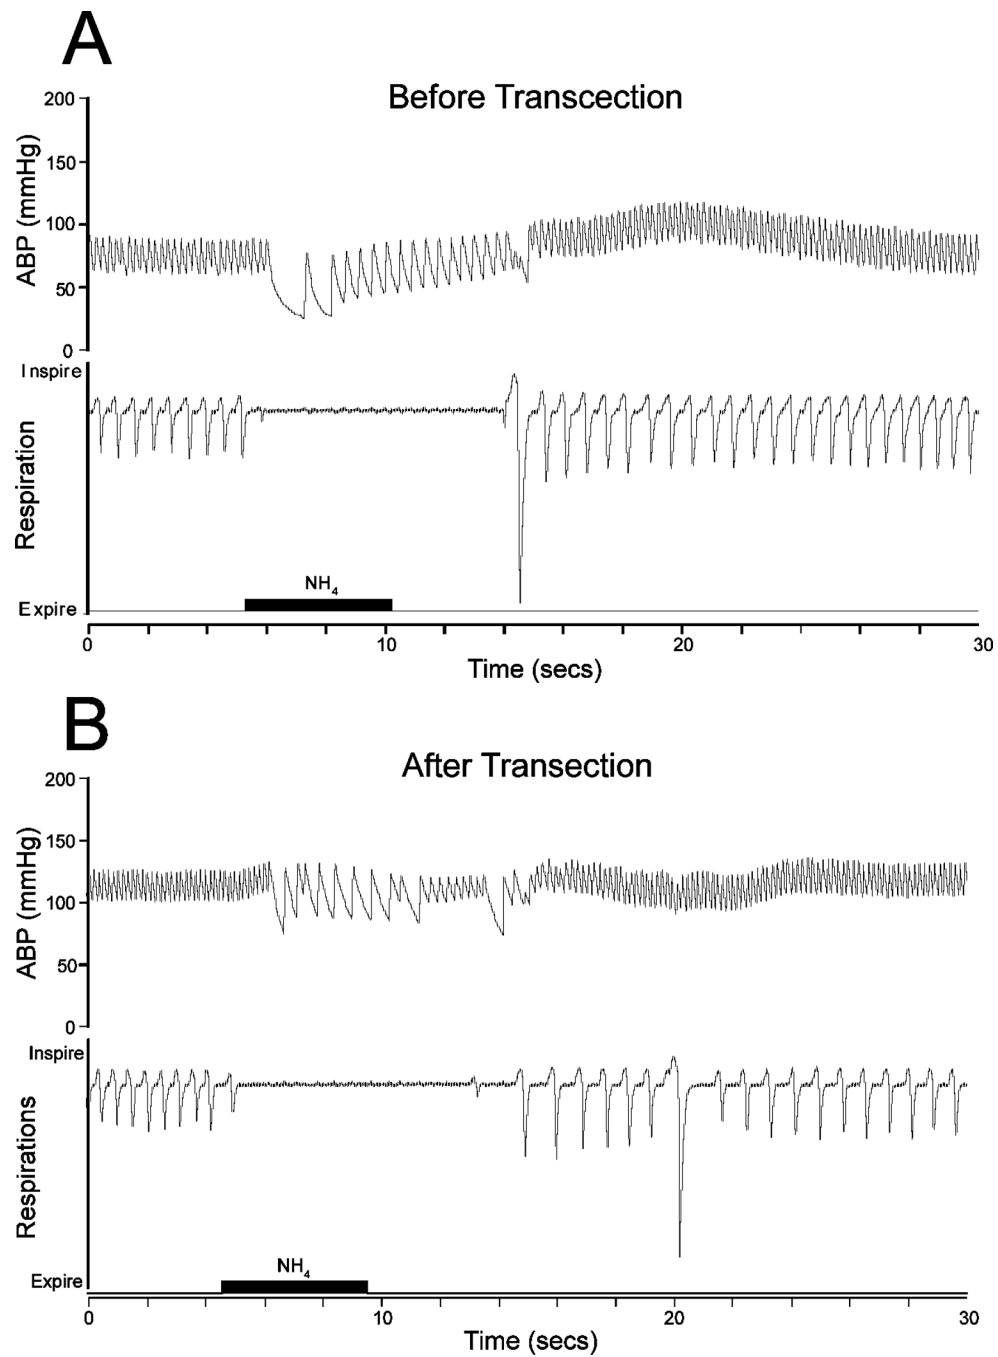 A
Before Transcection
200
150
100
50
0
ABP (mmHg)
Inspire
Respiration
Expire
NH4
0
10
20
30
Time (secs)
B
After Transection
200
150
100
50
0
ABP (mmHg)
Inspire
Respirations
Expire
NH4
0
10
20
30
Time (secs)